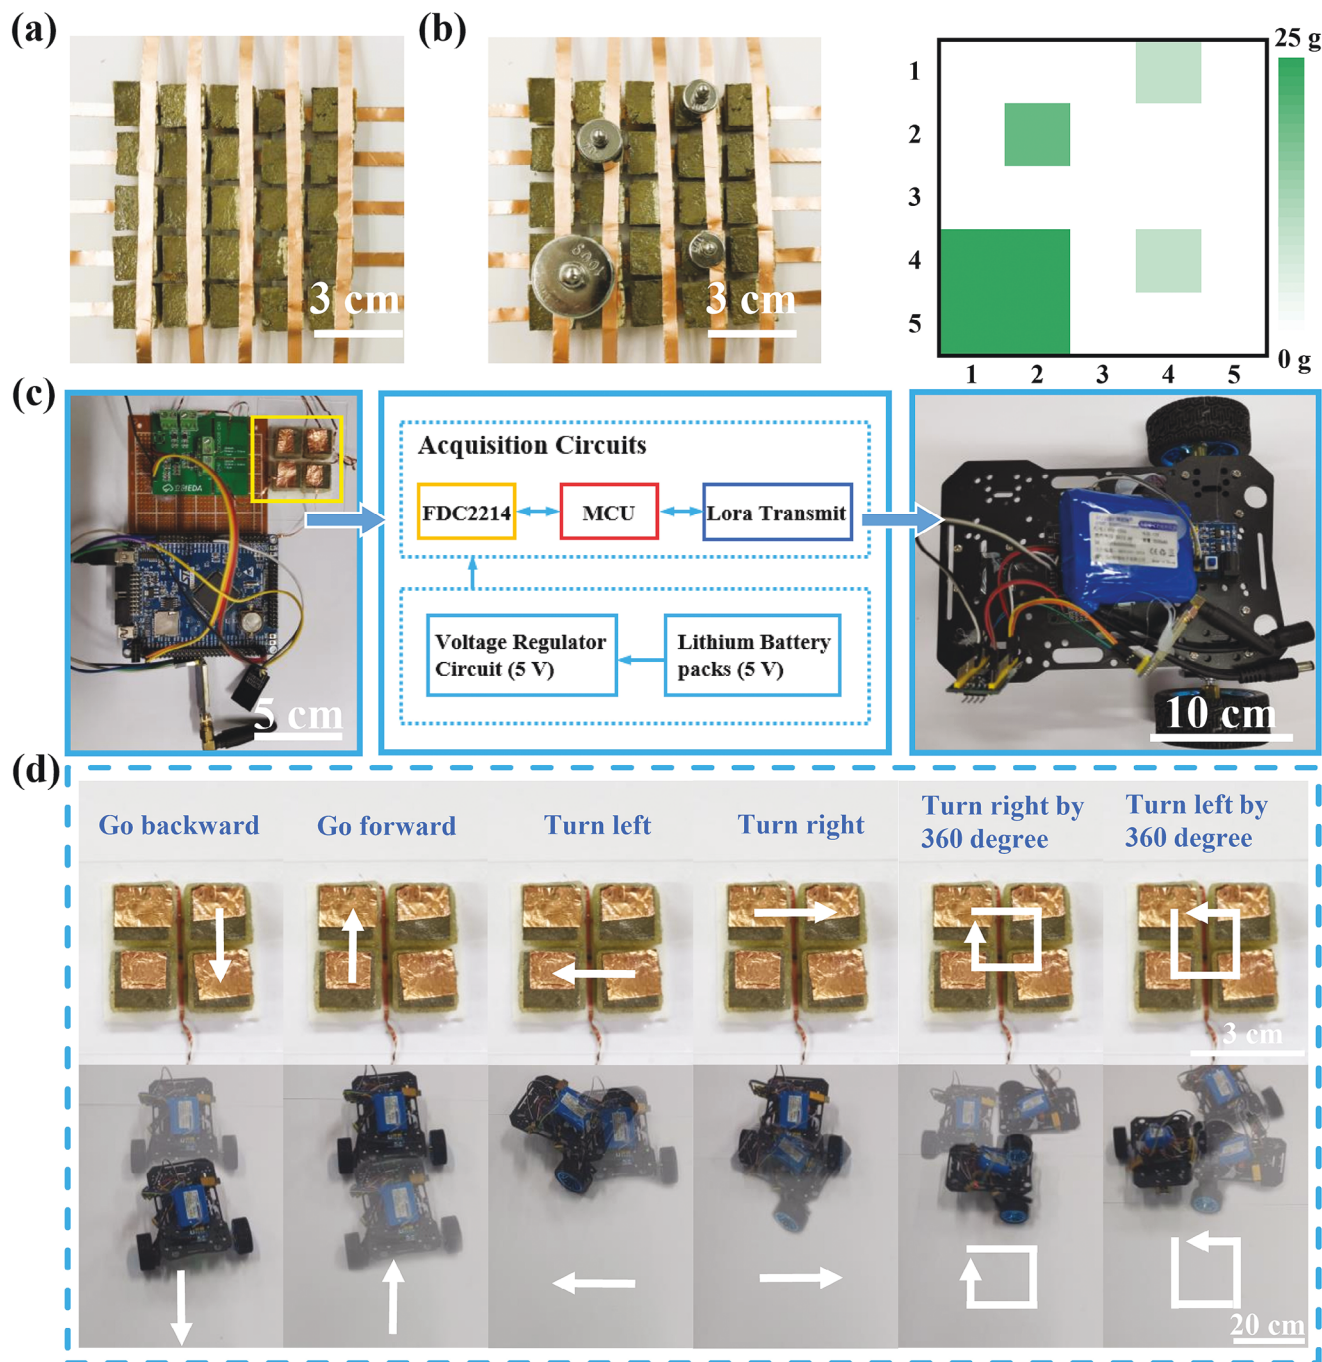 (a)
3 cm
(b)
3 cm
1
2
3
4
5
1 2 3 4 5
25 g
0 g
(c)
5 cm
Acquisition Circuits
FDC2214
MCU
Lora Transmit
Voltage Regulator
Circuit (5 V)
Lithium Battery
packs (5 V)
10 cm
(d)
Go backward
Go forward
Turn left
Turn right
Turn right by
360 degree
Turn left by
360 degree
3 cm
20 cm